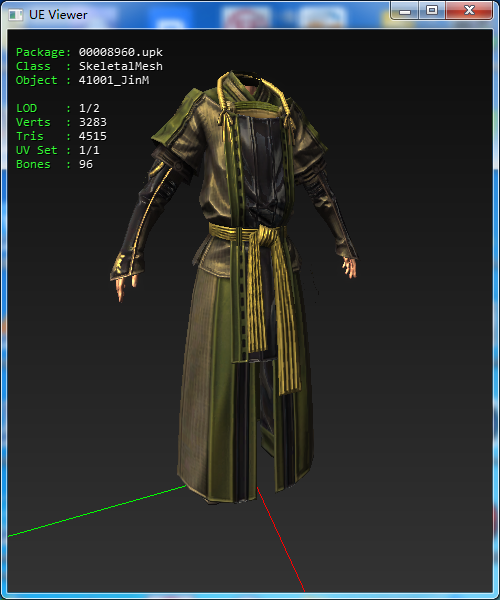 UE Viewer
Package: 00008960.upk
Class  : SkeletalMesh
Object : 41001_JinM
LOD    : 1/2
Verts  : 3283
Tris   : 4515
UV Set : 1/1
Bones  : 96